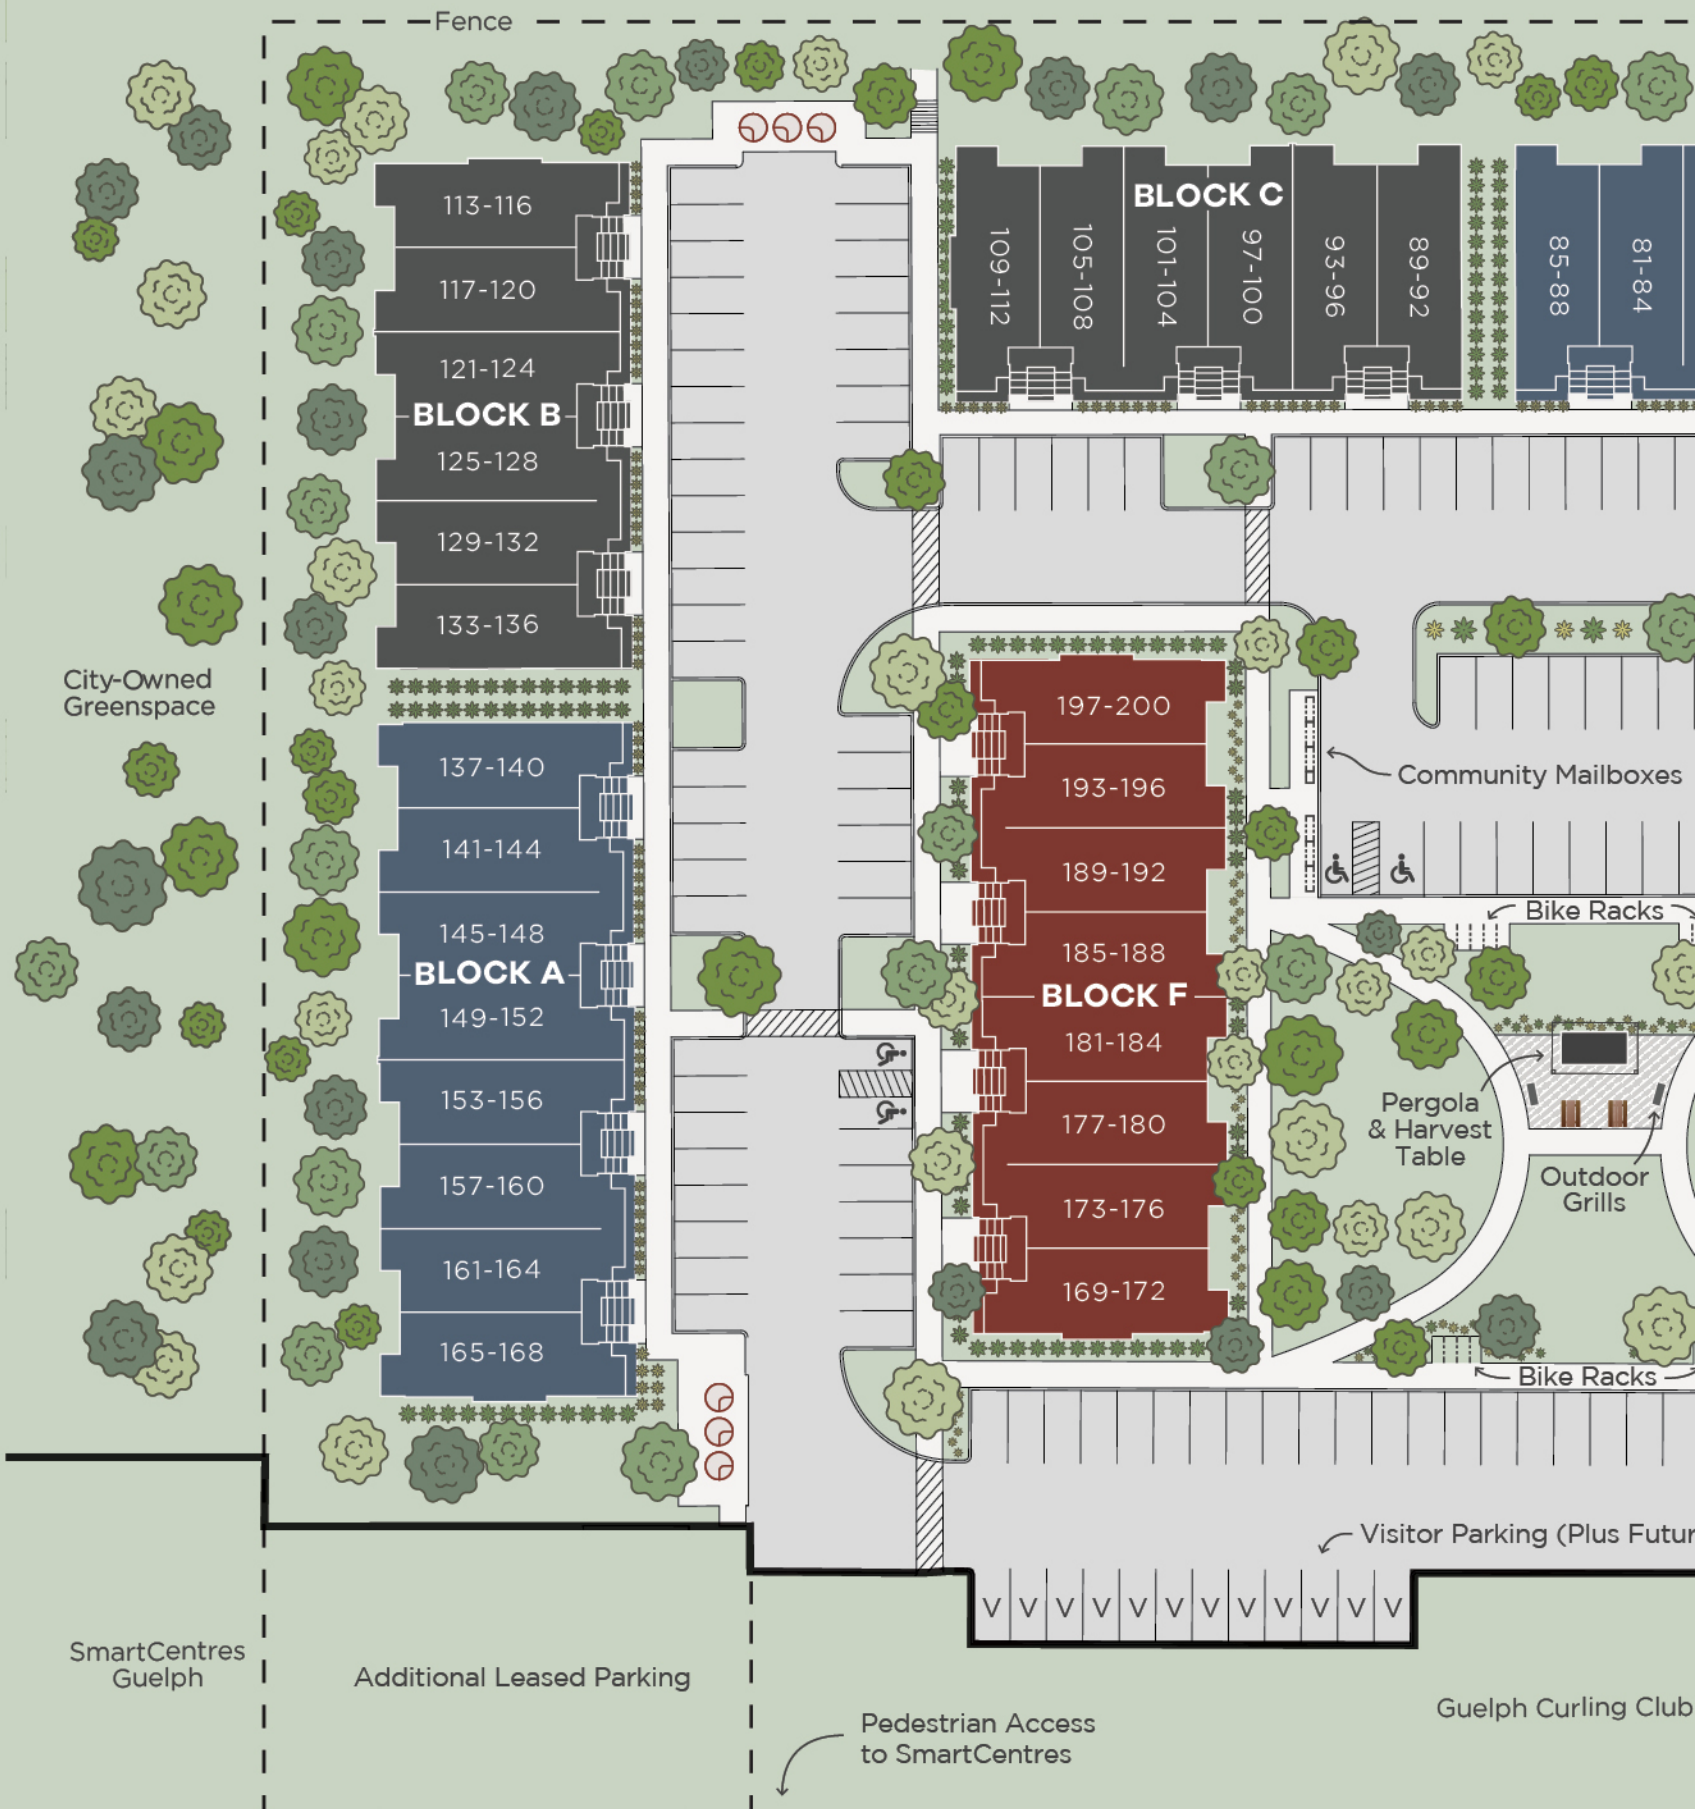 Fence
BLOCK B
113-116
117-120
121-124
125-128
129-132
133-136
BLOCK C
109-112
105-108
101-104
97-100
93-96
89-92
85-88
81-84
City-Owned
Greenspace
BLOCK A
137-140
141-144
145-148
149-152
153-156
157-160
161-164
165-168
BLOCK F
197-200
193-196
189-192
185-188
181-184
177-180
173-176
169-172
Community Mailboxes
Bike Racks
Pergola
& Harvest
Table
Outdoor
Grills
Bike Racks
Visitor Parking (Plus Futur
V V V V V V V V V V V V
SmartCentres
Guelph
Additional Leased Parking
Pedestrian Access
to SmartCentres
Guelph Curling Club